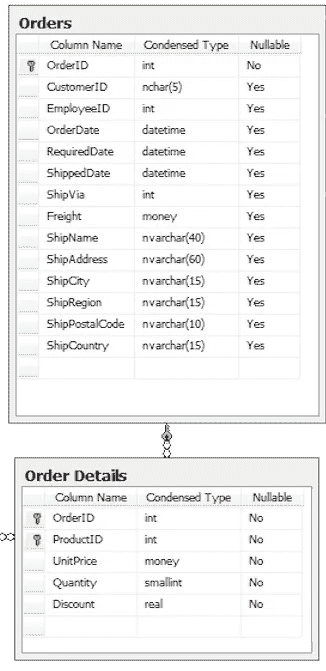 Orders
Column Name Condensed Type Nullable
OrderID int No
CustomerID nchar(5) Yes
EmployeeID int Yes
OrderDate datetime Yes
RequiredDate datetime Yes
ShippedDate datetime Yes
ShipVia int Yes
Freight money Yes
ShipName nvarchar(40) Yes
ShipAddress nvarchar(60) Yes
ShipCity nvarchar(15) Yes
ShipRegion nvarchar(15) Yes
ShipPostalCode nvarchar(10) Yes
ShipCountry nvarchar(15) Yes
Order Details
Column Name Condensed Type Nullable
OrderID int No
ProductID int No
UnitPrice money No
Quantity smallint No
Discount real No